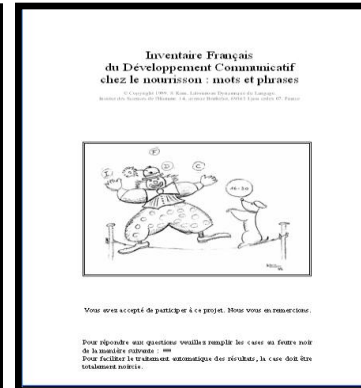 Inventaire Français
du Développement Communicatif
chez le nourrisson : mots et phrases
I
F
D
C
Vous avez accepté de participer à ce projet. Nous vous en remercions.
Pour répondre aux questions veuillez remplir les cases au feutre noir
de la manière suivante :
Pour faciliter le traitement automatique des résultats, la case doit être
totalement noircie.